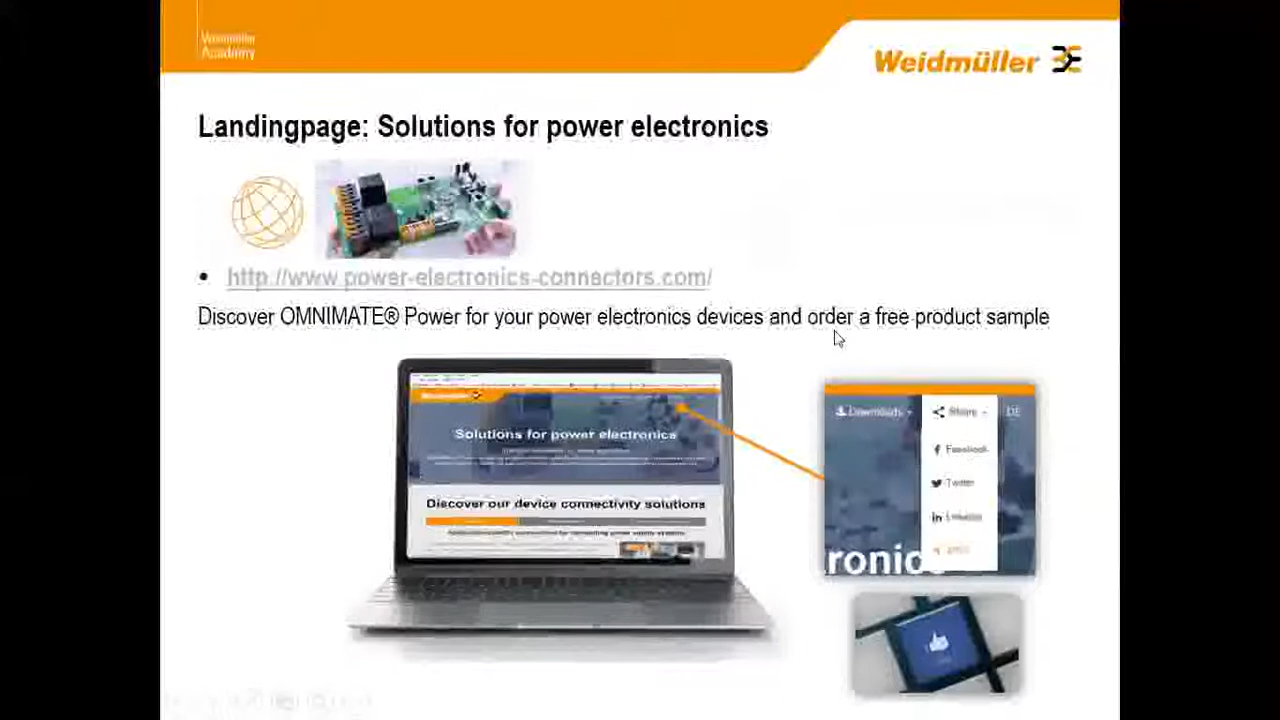 Weidmüller
Academy
Weidmüller
Landingpage: Solutions for power electronics
• http://www.power-electronics-connectors.com/
Discover OMNIMATE® Power for your power electronics devices and order a free product sample
Solutions for power electronics
Discover our device connectivity solutions
Downloads
Share
DE
Facebook
Twitter
LinkedIn
ronics